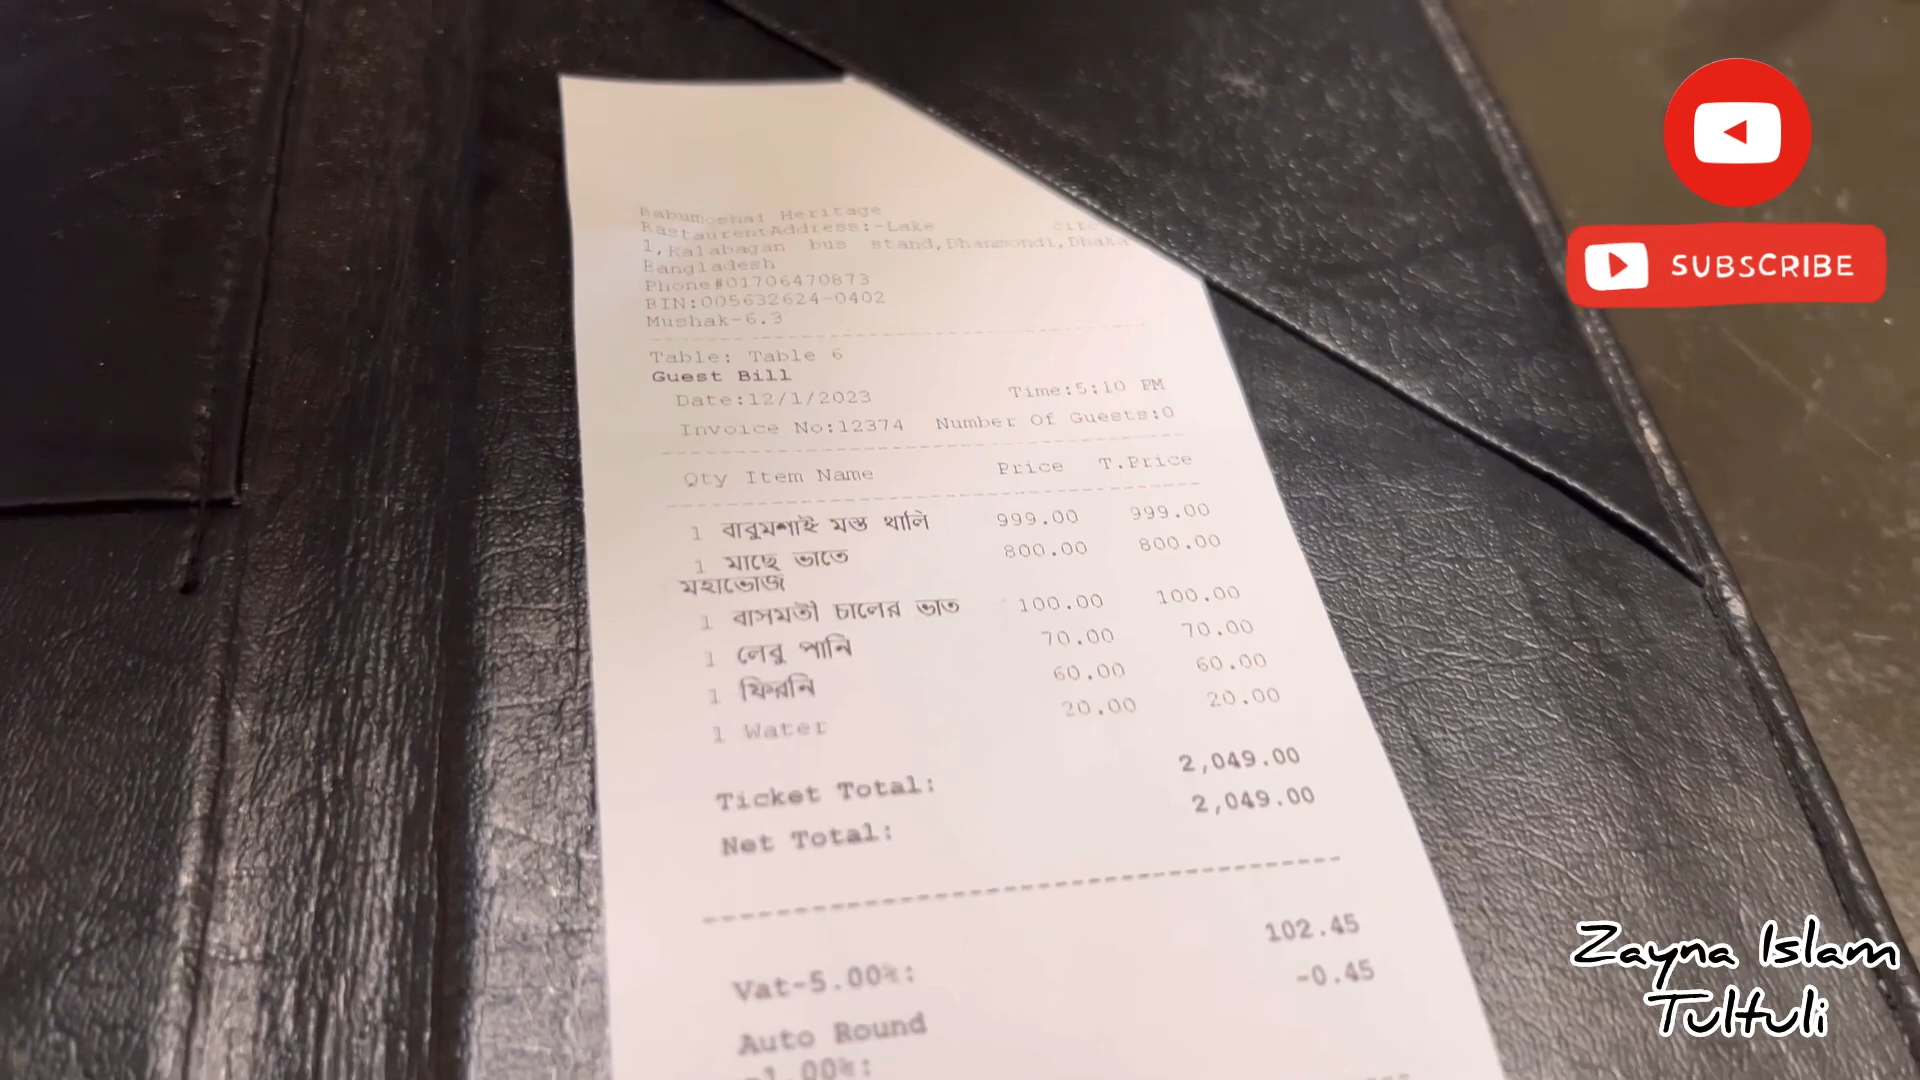 Babumoshai Heritage
RastaurentAddress:-Lake
1,Kalabagan bus stand,Dhanmondi,Dhaka
Bangladesh
Phone#01706470873
BIN:005632624-0402
Mushak-6.3
Table: Table 6
Guest Bill
Date:12/1/2023 Time:5:10 PM
Invoice No:12374 Number Of Guests:0
Qty Item Name Price T.Price
1 বাবুমশাই মস্ত থালি 999.00 999.00
1 মাছে ভাতে 800.00 800.00
মহাভোজ
1 বাসমতী চালের ভাত 100.00 100.00
1 লেবু পানি 70.00 70.00
1 ফিরনি 60.00 60.00
1 Water 20.00 20.00
Ticket Total: 2,049.00
Net Total: 2,049.00
Vat-5.00%: 102.45
Auto Round -0.45
-1.00%:
SUBSCRIBE
Zayna Islam
Tultuli